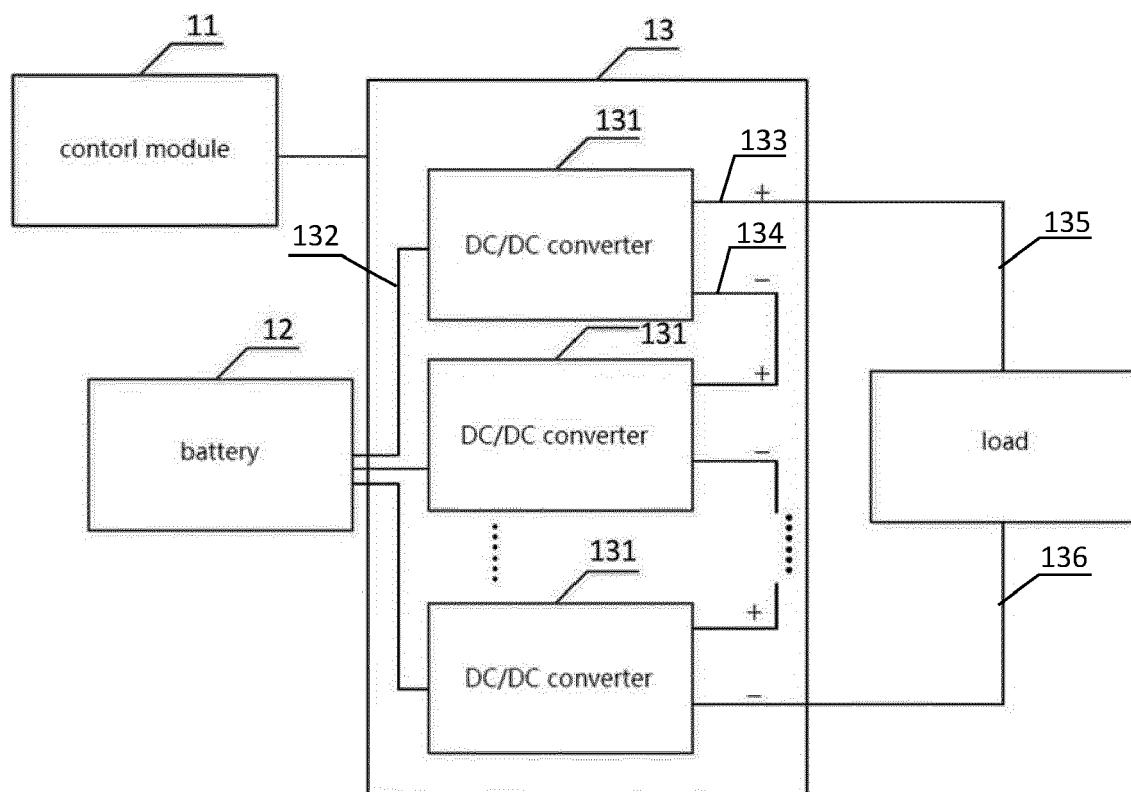 11
13
contorl module
131
133
+
132
DC/DC converter
134
135
−
12
131
+
battery
DC/DC converter
load
−
131
136
+
DC/DC converter
−